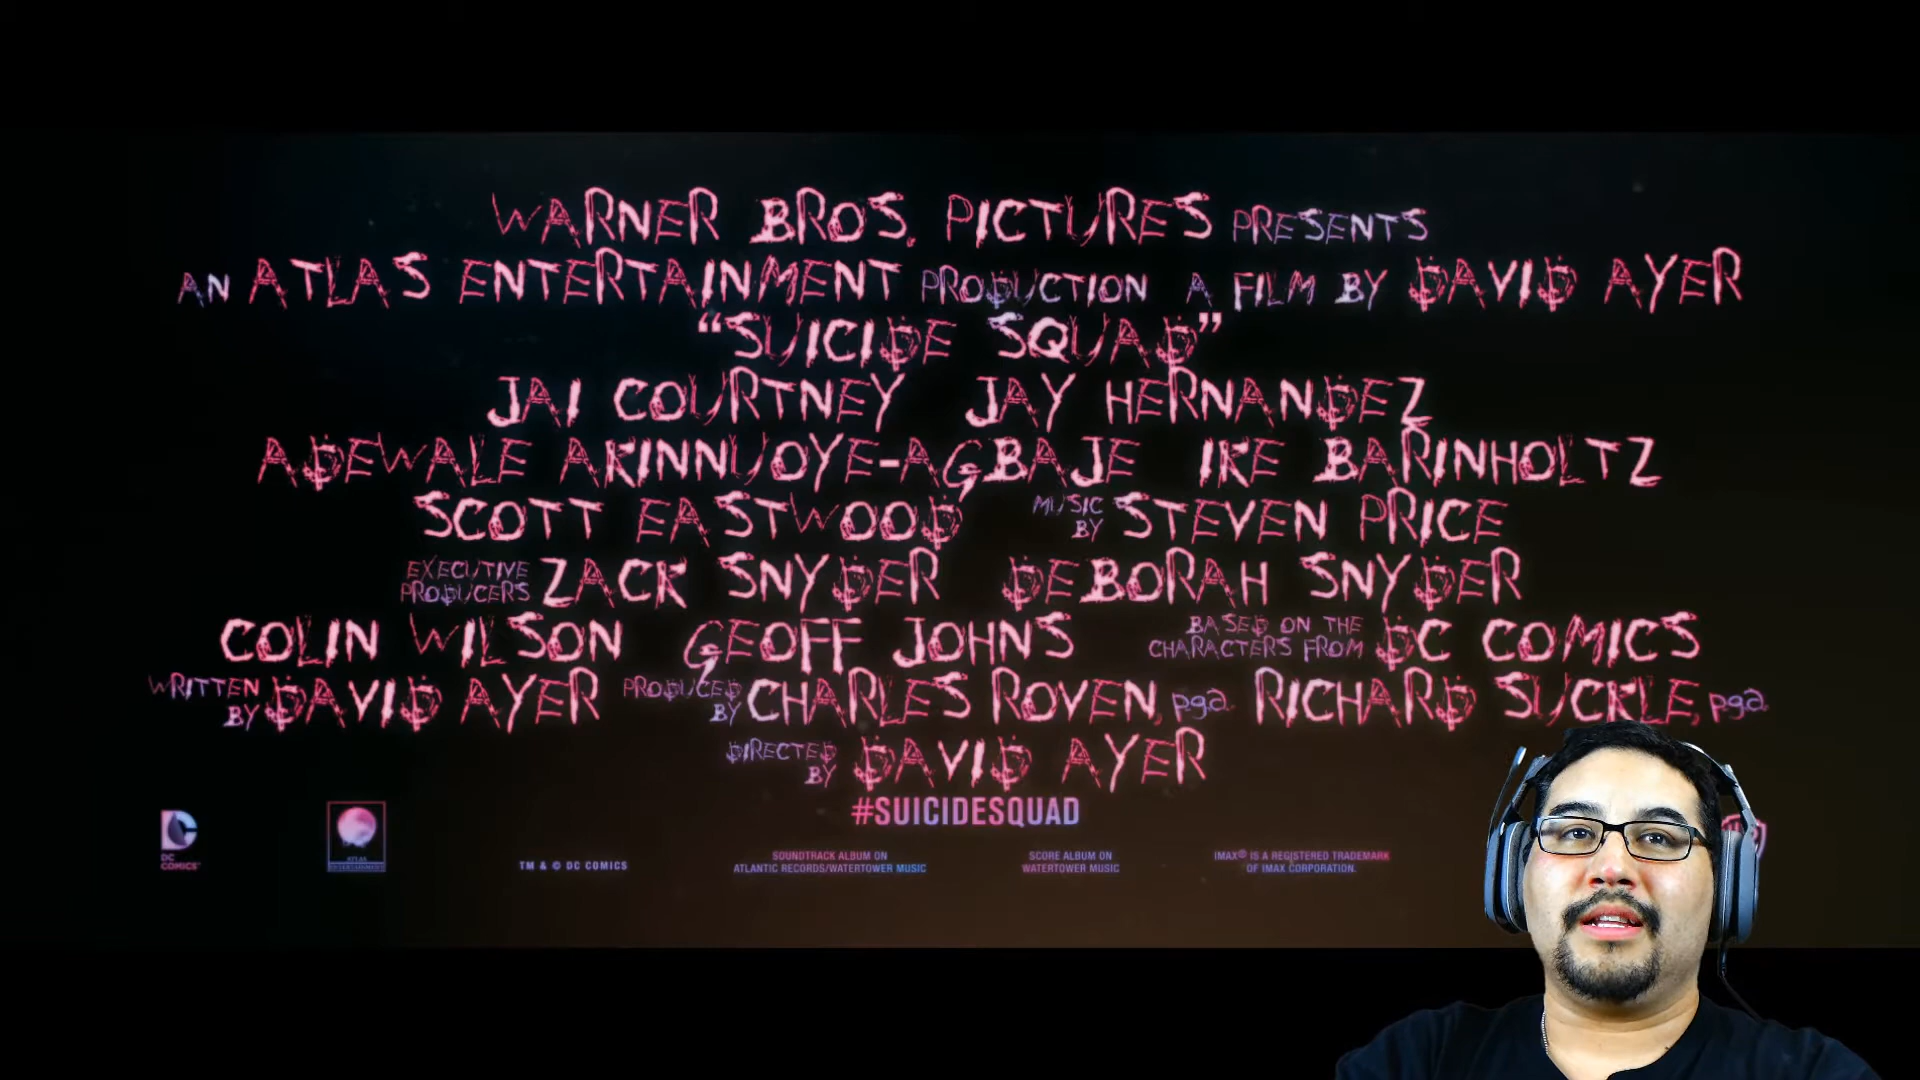 WARNER BROS. PICTURES PRESENTS
AN ATLAS ENTERTAINMENT PRODUCTION A FILM BY DAVID AYER
“SUICIDE SQUAD”
JAI COURTNEY JAY HERNANDEZ
ADEWALE AKINNUOYE-AGBAJE IKE BARINHOLTZ
SCOTT EASTWOOD MUSIC BY STEVEN PRICE
EXECUTIVE PRODUCERS ZACK SNYDER DEBORAH SNYDER
COLIN WILSON GEOFF JOHNS BASED ON THE CHARACTERS FROM DC COMICS
WRITTEN BY DAVID AYER PRODUCED BY CHARLES ROVEN, p.g.a. RICHARD SUCKLE, p.g.a.
DIRECTED BY DAVID AYER
#SUICIDESQUAD
DC COMICS™
ATLAS ENTERTAINMENT
TM & © DC COMICS
SOUNDTRACK ALBUM ON
ATLANTIC RECORDS/WATERTOWER MUSIC
SCORE ALBUM ON
WATERTOWER MUSIC
IMAX® IS A REGISTERED TRADEMARK
OF IMAX CORPORATION.